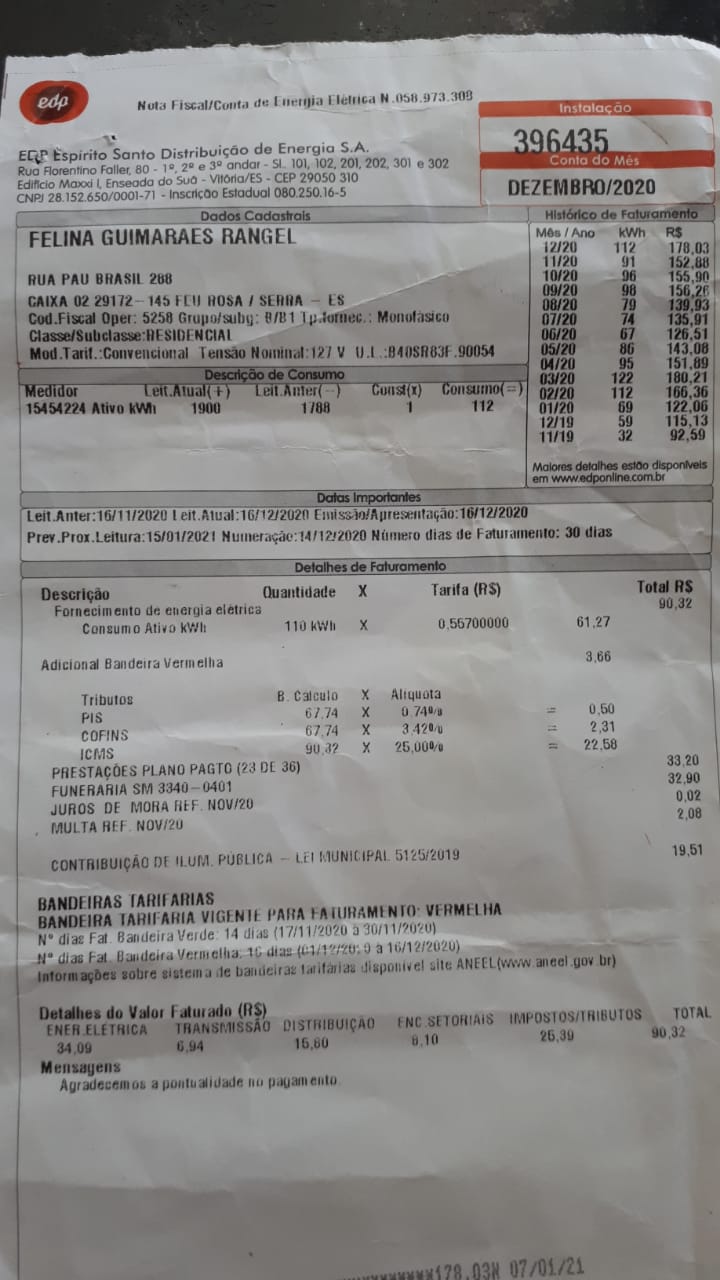 edp
Nota Fiscal/Conta de Energia Elétrica N.058.973.308
EDP Espírito Santo Distribuição de Energia S.A.
Rua Florentino Faller, 80 - 1º, 2º e 3º andar - SL. 101, 102, 201, 202, 301 e 302
Edifício Maxxi I, Enseada do Suá - Vitória/ES - CEP 29050 310
CNPJ 28.152.650/0001-71 - Inscrição Estadual 080.250.16-5
Instalação
396435
Conta do Mês
DEZEMBRO/2020
Dados Cadastrais
FELINA GUIMARAES RANGEL
RUA PAU BRASIL 288
CAIXA 02 29172-145 FEU ROSA / SERRA - ES
Cod.Fiscal Oper: 5258 Grupo/subg: B/B1 Tp.fornec.: Monofásico
Classe/Subclasse:RESIDENCIAL
Mod.Tarif.:Convencional Tensão Nominal:127 V U.L.:B40SR83F.90054
Histórico de Faturamento
Mês / Ano kWh R$
12/20 112 178,03
11/20 91 152,88
10/20 96 155,90
09/20 98 156,26
08/20 79 139,93
07/20 74 135,91
06/20 67 126,51
05/20 86 143,08
04/20 95 151,89
03/20 122 180,21
02/20 112 166,36
01/20 69 122,06
12/19 59 115,13
11/19 32 92,59
Maiores detalhes estão disponíveis
em www.edponline.com.br
Descrição de Consumo
Medidor Leit.Atual(+) Leit.Anter(-) Const(x) Consumo(=)
15454224 Ativo kWh 1900 1788 1 112
Datas Importantes
Leit.Anter:16/11/2020 Leit.Atual:16/12/2020 Emissão/Apresentação:16/12/2020
Prev.Prox.Leitura:15/01/2021 Numeração:14/12/2020 Número dias de Faturamento: 30 dias
Detalhes de Faturamento
Descrição Quantidade X Tarifa (R$) Total R$
Fornecimento de energia elétrica 90,32
Consumo Ativo kWh 110 kWh X 0,55700000 61,27
Adicional Bandeira Vermelha 3,66
Tributos B. Cálculo X Alíquota
PIS 67,74 X 0,74% = 0,50
COFINS 67,74 X 3,42% = 2,31
ICMS 90,32 X 25,00% = 22,58
PRESTAÇÕES PLANO PAGTO (23 DE 36) 33,20
FUNERARIA SM 3340-0401 32,90
JUROS DE MORA REF. NOV/20 0,02
MULTA REF. NOV/20 2,08
CONTRIBUIÇÃO DE ILUM. PÚBLICA - LEI MUNICIPAL 5125/2019 19,51
BANDEIRAS TARIFARIAS
BANDEIRA TARIFARIA VIGENTE PARA FATURAMENTO: VERMELHA
Nº dias Fat. Bandeira Verde: 14 dias (17/11/2020 à 30/11/2020)
Nº dias Fat. Bandeira Vermelha: 16 dias (01/12/2020 à 16/12/2020)
Informações sobre sistema de bandeiras tarifárias disponível site ANEEL(www.aneel.gov.br)
Detalhes do Valor Faturado (R$)
ENER.ELÉTRICA TRANSMISSÃO DISTRIBUIÇÃO ENC.SETORIAIS IMPOSTOS/TRIBUTOS TOTAL
34,09 6,94 15,80 8,10 25,39 90,32
Mensagens
Agradecemos a pontualidade no pagamento.
178.03N 07/01/21